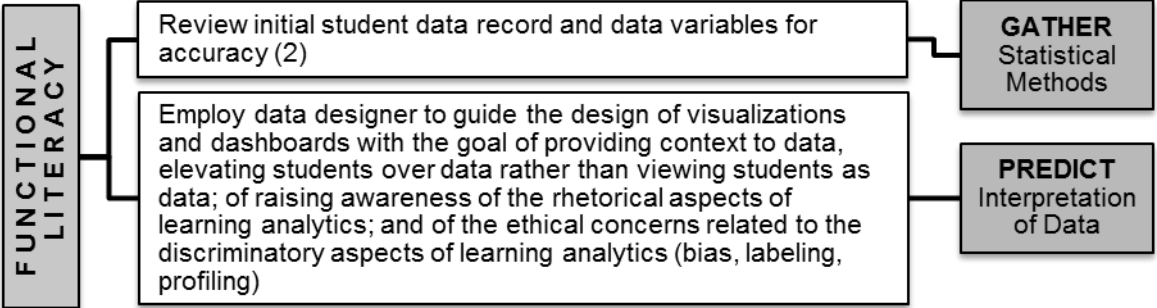 FUNCTIONAL
LITERACY
Review initial student data record and data variables for
accuracy (2)
GATHER
Statistical
Methods
Employ data designer to guide the design of visualizations
and dashboards with the goal of providing context to data,
elevating students over data rather than viewing students as
data; of raising awareness of the rhetorical aspects of
learning analytics; and of the ethical concerns related to the
discriminatory aspects of learning analytics (bias, labeling,
profiling)
PREDICT
Interpretation
of Data